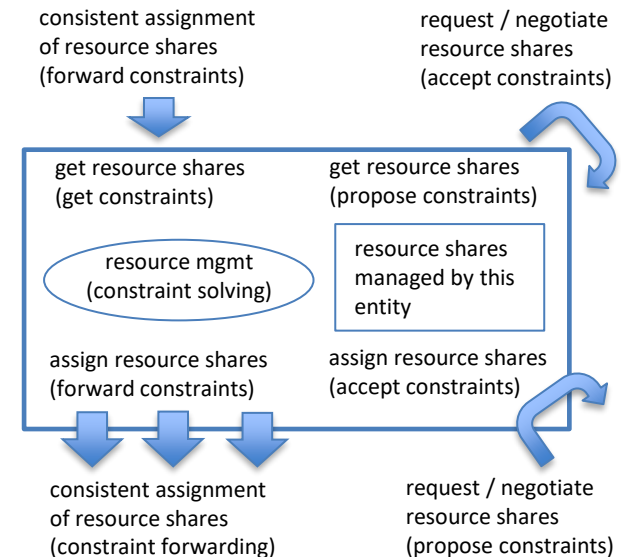 consistent assignment
of resource shares
(forward constraints)
request / negotiate
resource shares
(accept constraints)
get resource shares
(get constraints)
get resource shares
(propose constraints)
resource mgmt
(constraint solving)
resource shares
managed by this
entity
assign resource shares
(forward constraints)
assign resource shares
(accept constraints)
consistent assignment
of resource shares
(constraint forwarding)
request / negotiate
resource shares
(propose constraints)